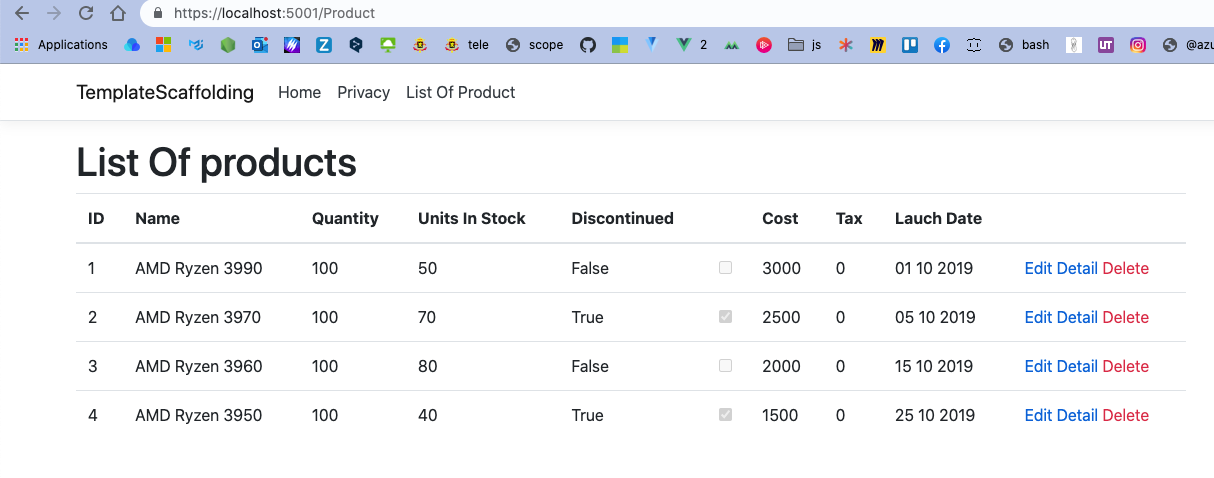 https://localhost:5001/Product
Applications tele scope 2 js bash @azu
TemplateScaffolding Home Privacy List Of Product
List Of products
ID Name Quantity Units In Stock Discontinued Cost Tax Lauch Date
1 AMD Ryzen 3990 100 50 False 3000 0 01 10 2019 Edit Detail Delete
2 AMD Ryzen 3970 100 70 True 2500 0 05 10 2019 Edit Detail Delete
3 AMD Ryzen 3960 100 80 False 2000 0 15 10 2019 Edit Detail Delete
4 AMD Ryzen 3950 100 40 True 1500 0 25 10 2019 Edit Detail Delete